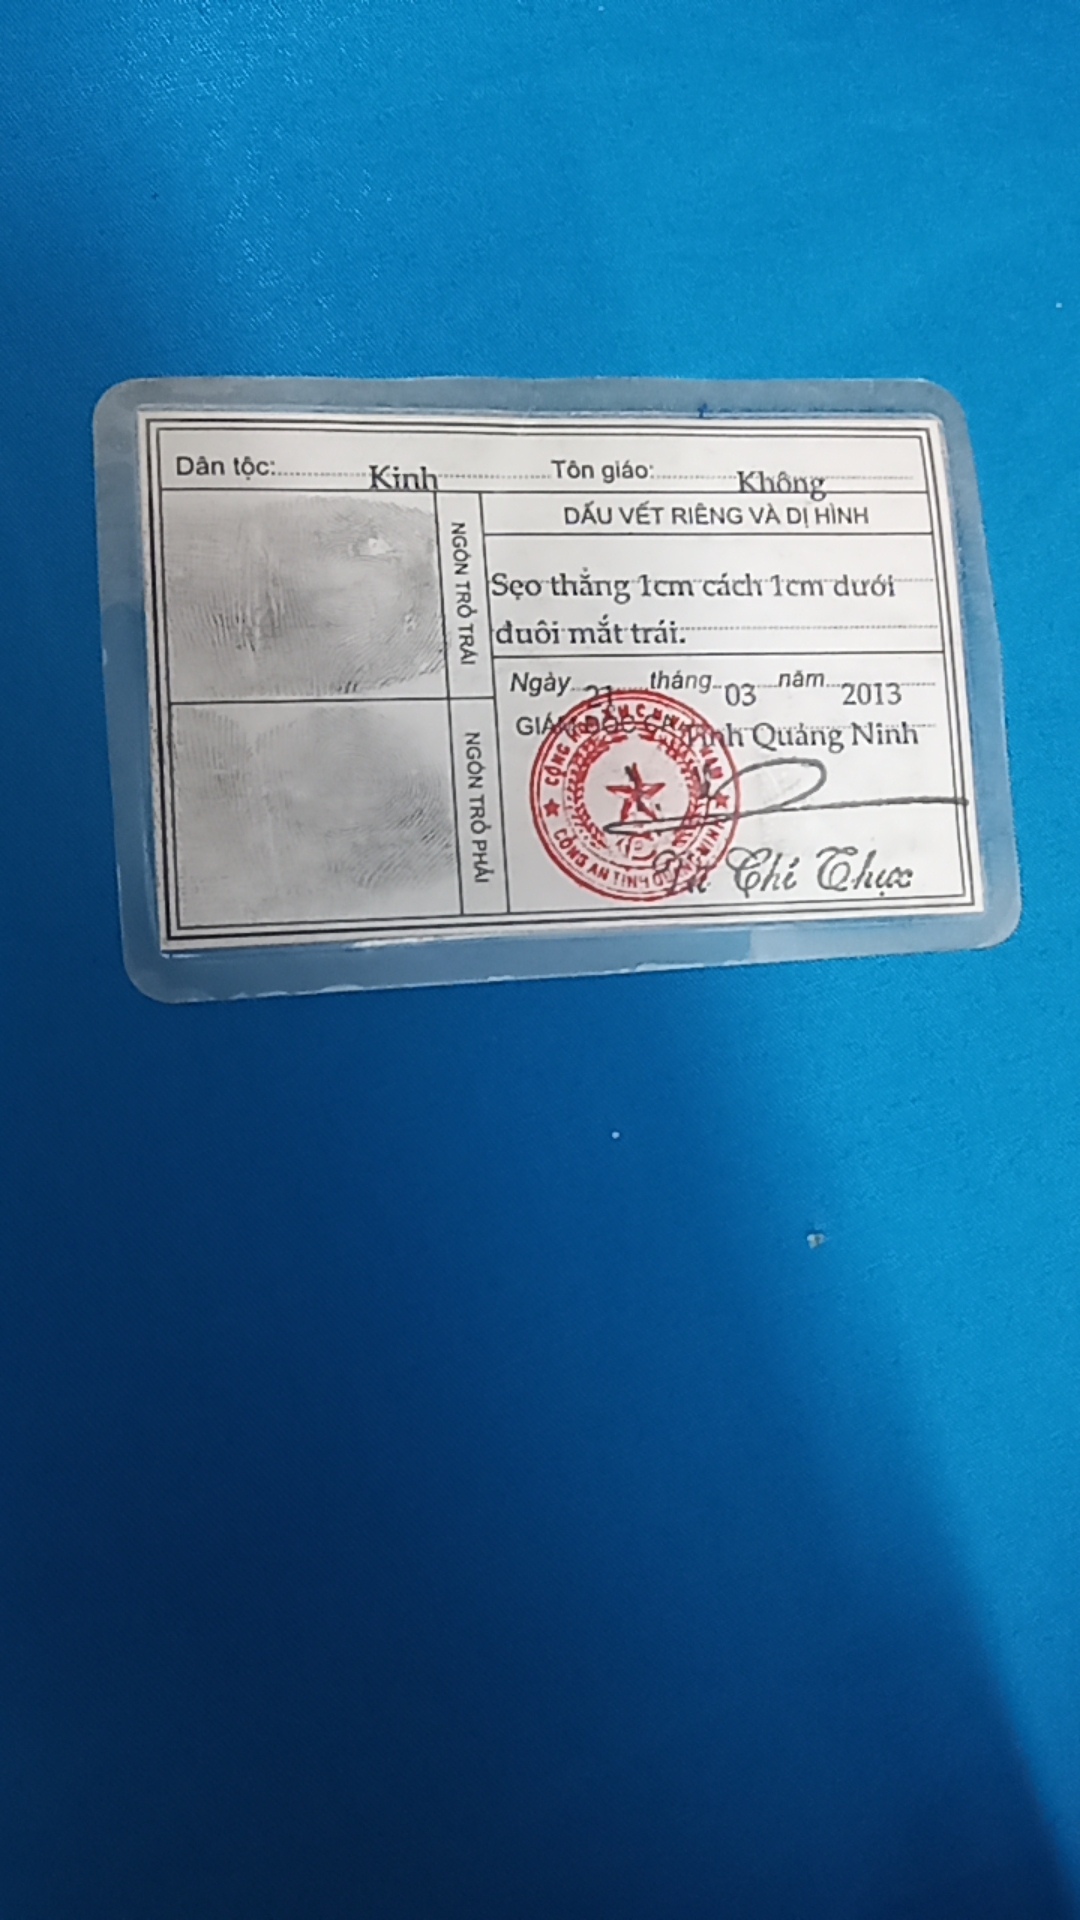 Dân tộc: Kinh Tôn giáo: Không
DẤU VẾT RIÊNG VÀ DỊ HÌNH
NGÓN TRỎ TRÁI
Sẹo thẳng 1cm cách 1cm dưới
đuôi mắt trái.
Ngày 21 tháng 03 năm 2013
GIÁM ĐỐC CA Tỉnh Quảng Ninh
NGÓN TRỎ PHẢI
CÔNG AN TỈNH QUẢNG NINH
Chí Thực